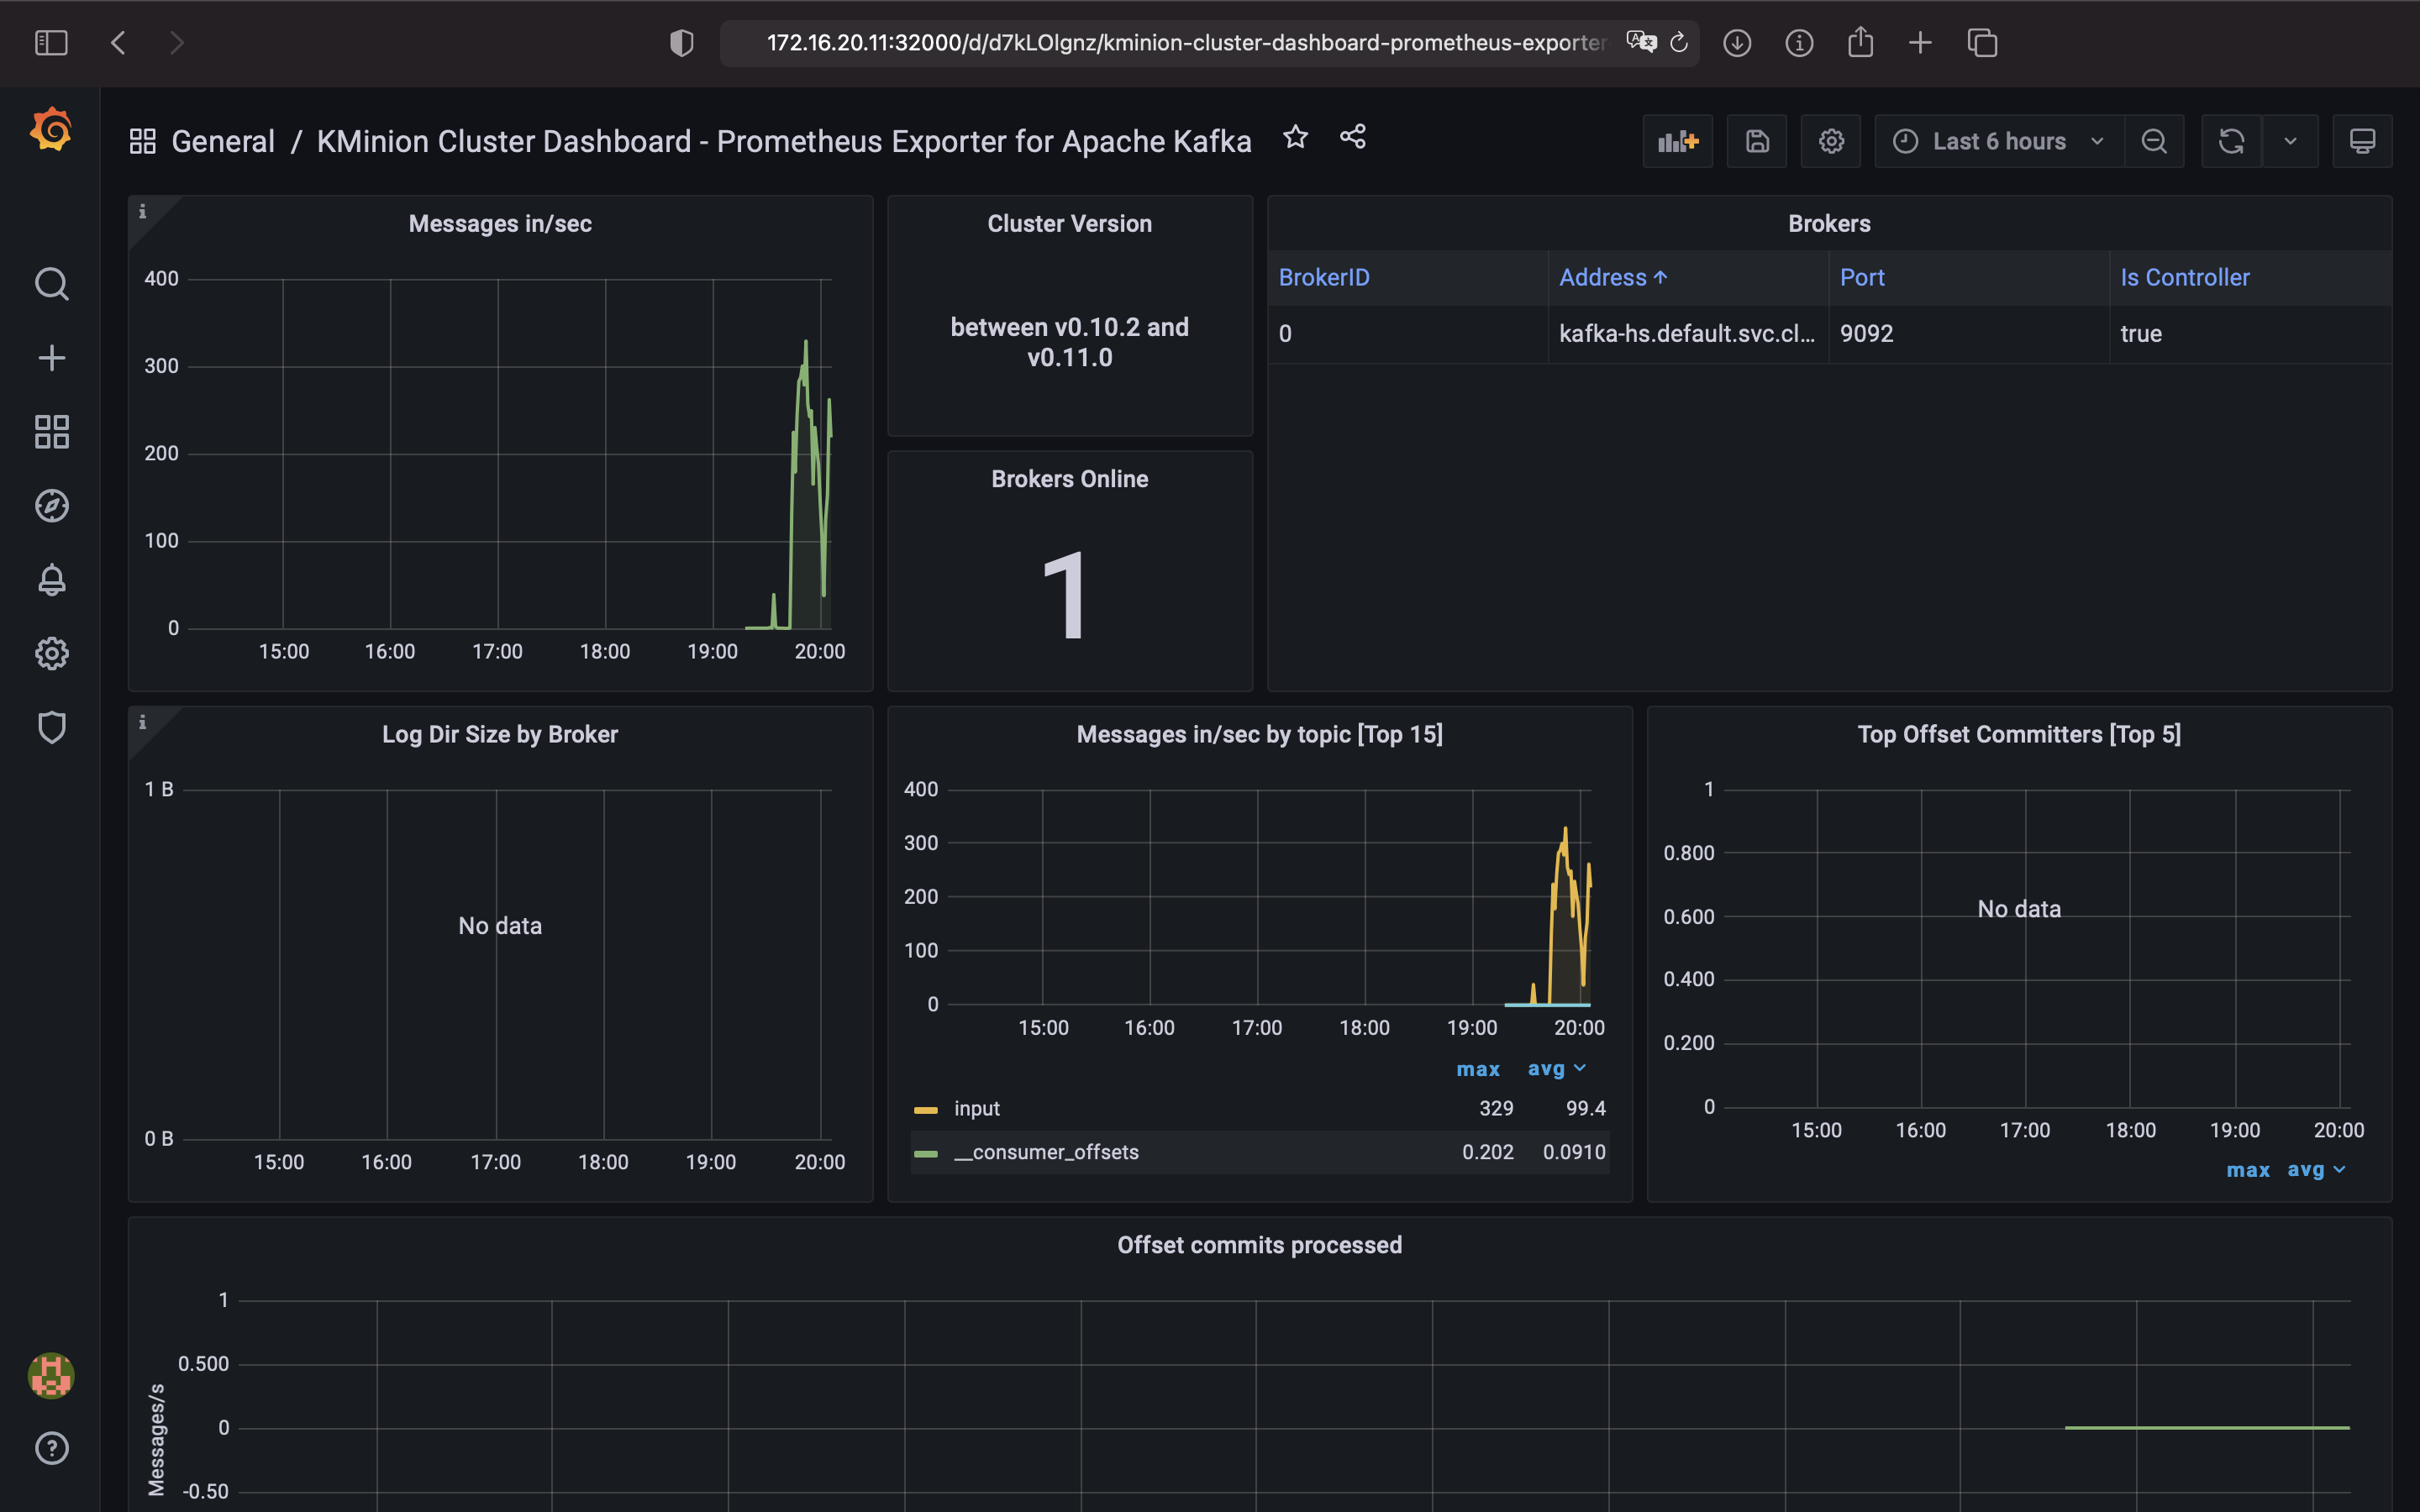 172.16.20.11:32000/d/d7kLOlgnz/kminion-cluster-dashboard-prometheus-exporter-
General / KMinion Cluster Dashboard - Prometheus Exporter for Apache Kafka
Last 6 hours
Messages in/sec
400
300
200
100
0
15:00 16:00 17:00 18:00 19:00 20:00
Cluster Version
between v0.10.2 and
v0.11.0
Brokers Online
1
Brokers
BrokerID Address Port Is Controller
0 kafka-hs.default.svc.cl... 9092 true
Log Dir Size by Broker
1 B
No data
0 B
15:00 16:00 17:00 18:00 19:00 20:00
Messages in/sec by topic [Top 15]
400
300
200
100
0
15:00 16:00 17:00 18:00 19:00 20:00
max avg
input 329 99.4
__consumer_offsets 0.202 0.0910
Top Offset Committers [Top 5]
1
0.800
No data
0.600
0.400
0.200
0
15:00 16:00 17:00 18:00 19:00 20:00
max avg
Offset commits processed
Messages/s
1
0.500
0
-0.50